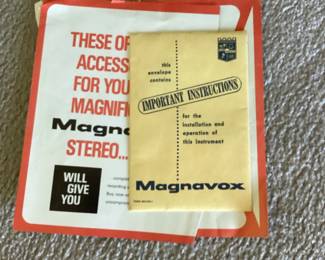 THESE OP
ACCESS
FOR YOU
MAGNIFI
Magna
STEREO...
WILL
GIVE
YOU
this
envelope
contains
IMPORTANT INSTRUCTIONS
for the
installation and
operation of
this instrument
Magnavox